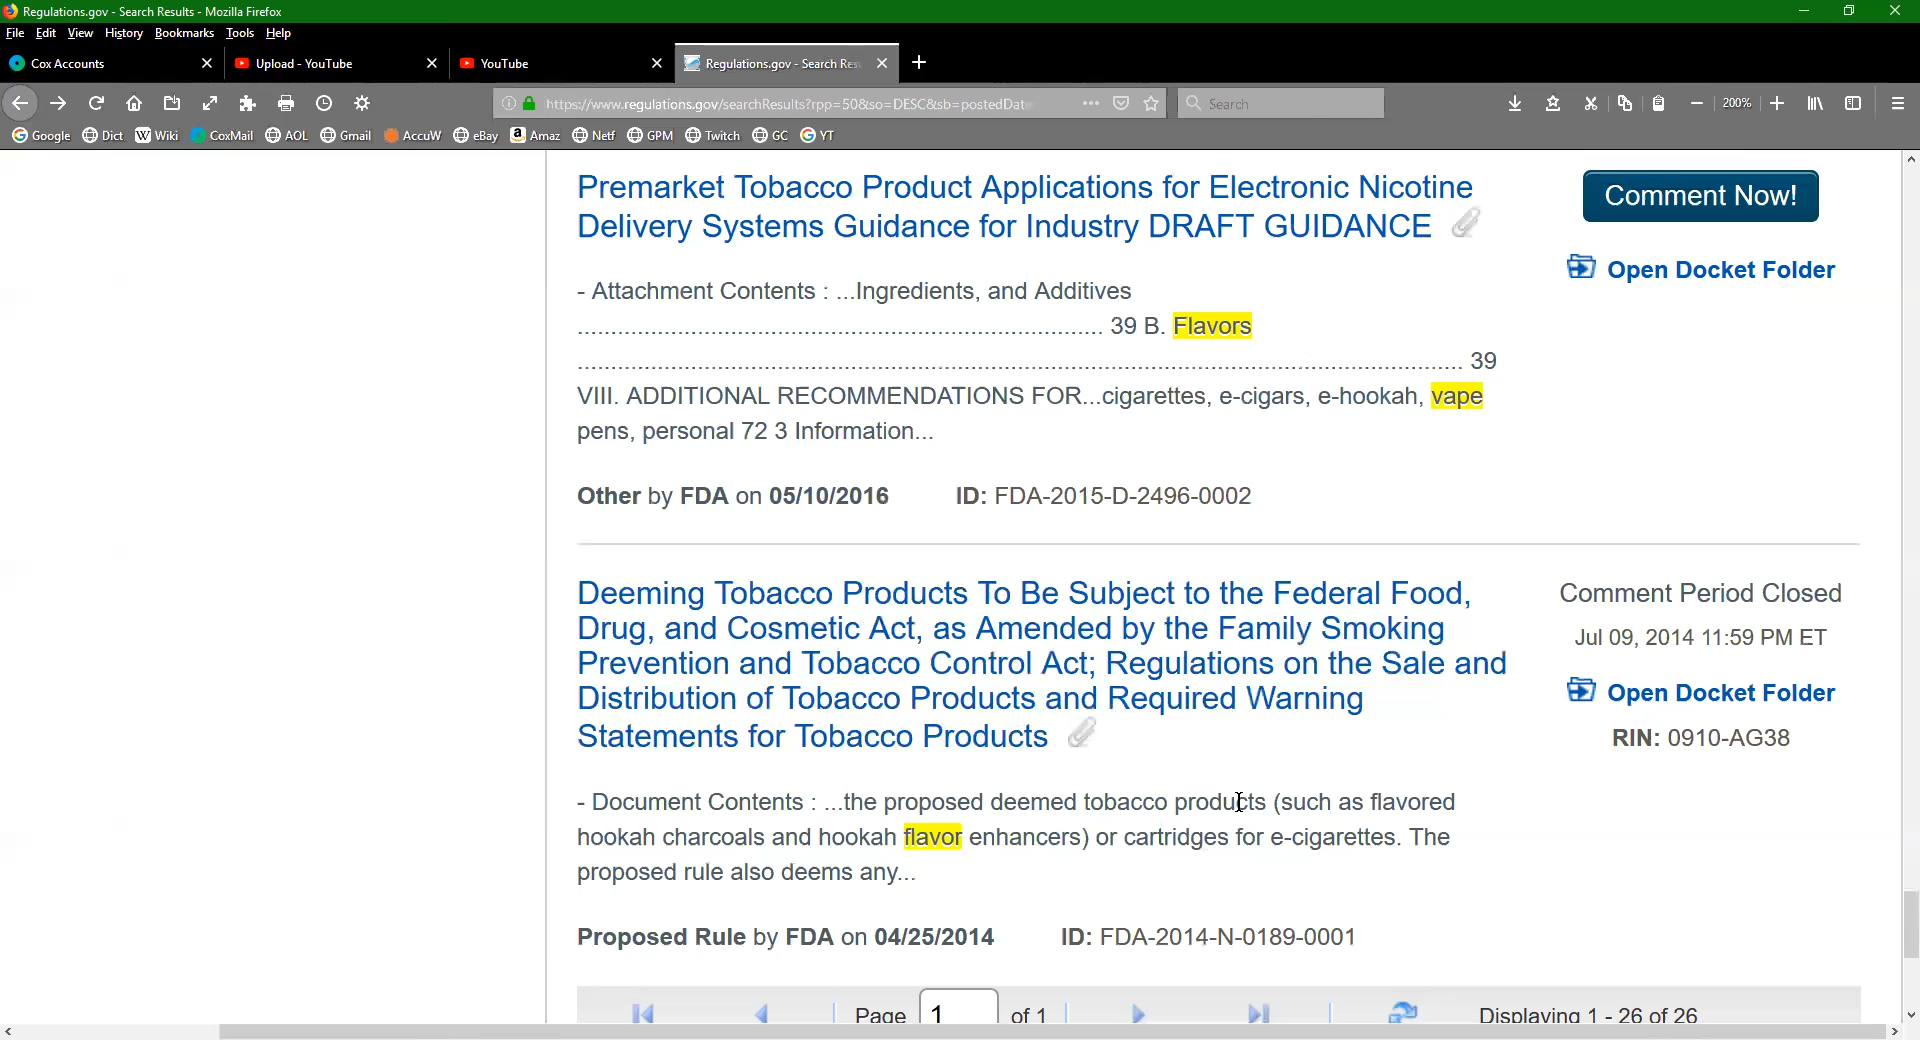 Regulations.gov - Search Results - Mozilla Firefox
File Edit View History Bookmarks Tools Help
Cox Accounts Upload - YouTube YouTube Regulations.gov - Search Res
https://www.regulations.gov/searchResults?rpp=50&so=DESC&sb=postedDate Search 200%
Google Dict Wiki CoxMail AOL Gmail AccuW eBay Amaz Netf GPM Twitch GC YT
Premarket Tobacco Product Applications for Electronic Nicotine
Delivery Systems Guidance for Industry DRAFT GUIDANCE
Comment Now!
Open Docket Folder
- Attachment Contents : ...Ingredients, and Additives
............................................................................... 39 B. Flavors
..................................................................................................................................... 39
VIII. ADDITIONAL RECOMMENDATIONS FOR...cigarettes, e-cigars, e-hookah, vape
pens, personal 72 3 Information...
Other by FDA on 05/10/2016 ID: FDA-2015-D-2496-0002
Deeming Tobacco Products To Be Subject to the Federal Food,
Drug, and Cosmetic Act, as Amended by the Family Smoking
Prevention and Tobacco Control Act; Regulations on the Sale and
Distribution of Tobacco Products and Required Warning
Statements for Tobacco Products
Comment Period Closed
Jul 09, 2014 11:59 PM ET
Open Docket Folder
RIN: 0910-AG38
- Document Contents : ...the proposed deemed tobacco products (such as flavored
hookah charcoals and hookah flavor enhancers) or cartridges for e-cigarettes. The
proposed rule also deems any...
Proposed Rule by FDA on 04/25/2014 ID: FDA-2014-N-0189-0001
Page 1 of 1 Displaying 1 - 26 of 26